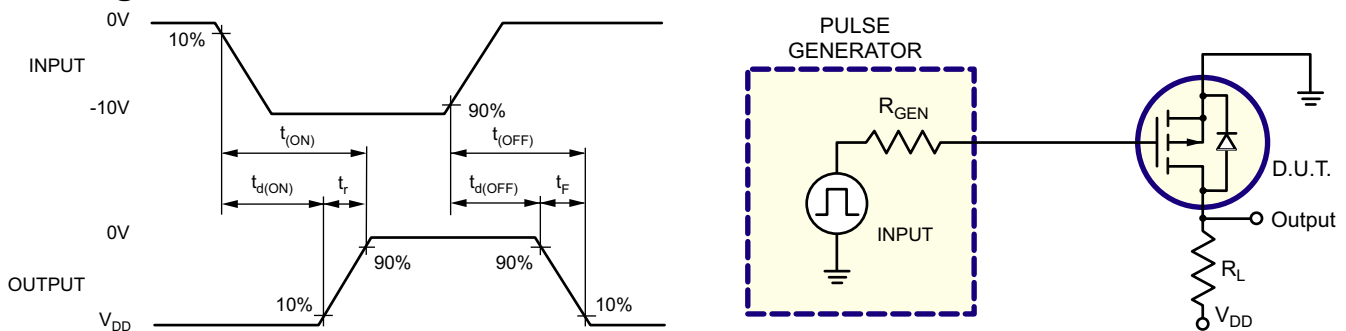 0V
10%
INPUT
-10V
90%
t(ON)
t(OFF)
td(ON)
tr
td(OFF)
tF
0V
90%
90%
OUTPUT
10%
10%
VDD
PULSE
GENERATOR
RGEN
INPUT
D.U.T.
Output
RL
VDD